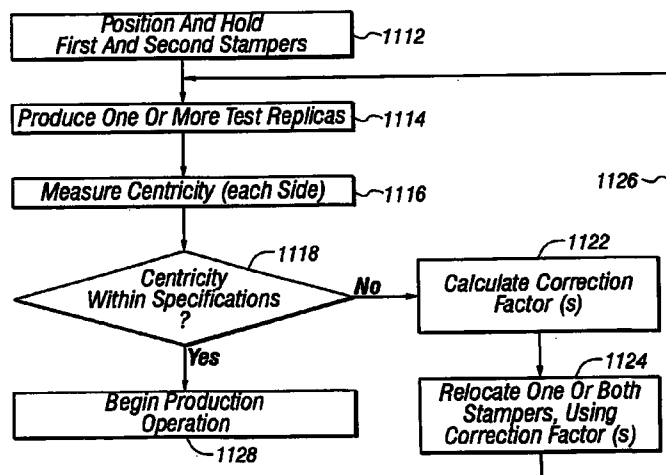 Position And Hold
First And Second Stampers
1112
Produce One Or More Test Replicas
1114
Measure Centricity (each Side)
1116
1126
1118
Centricity
Within Specifications
?
No
Yes
1122
Calculate Correction
Factor (s)
1124
Relocate One Or Both
Stampers, Using
Correction Factor (s)
Begin Production
Operation
1128